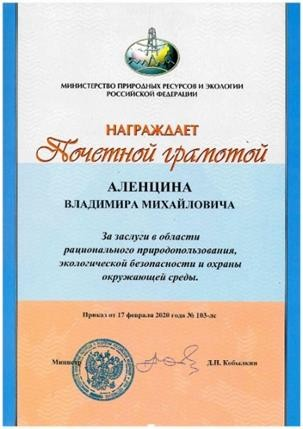 МИНИСТЕРСТВО ПРИРОДНЫХ РЕСУРСОВ И ЭКОЛОГИИ
РОССИЙСКОЙ ФЕДЕРАЦИИ
НАГРАЖДАЕТ
Почетной грамотой
АЛЕНЦИНА
ВЛАДИМИРА МИХАЙЛОВИЧА
За заслуги в области
рационального природопользования,
экологической безопасности и охраны
окружающей среды.
Приказ от 17 февраля 2020 года № 103-лс
Министр
Д.Н. Кобылкин